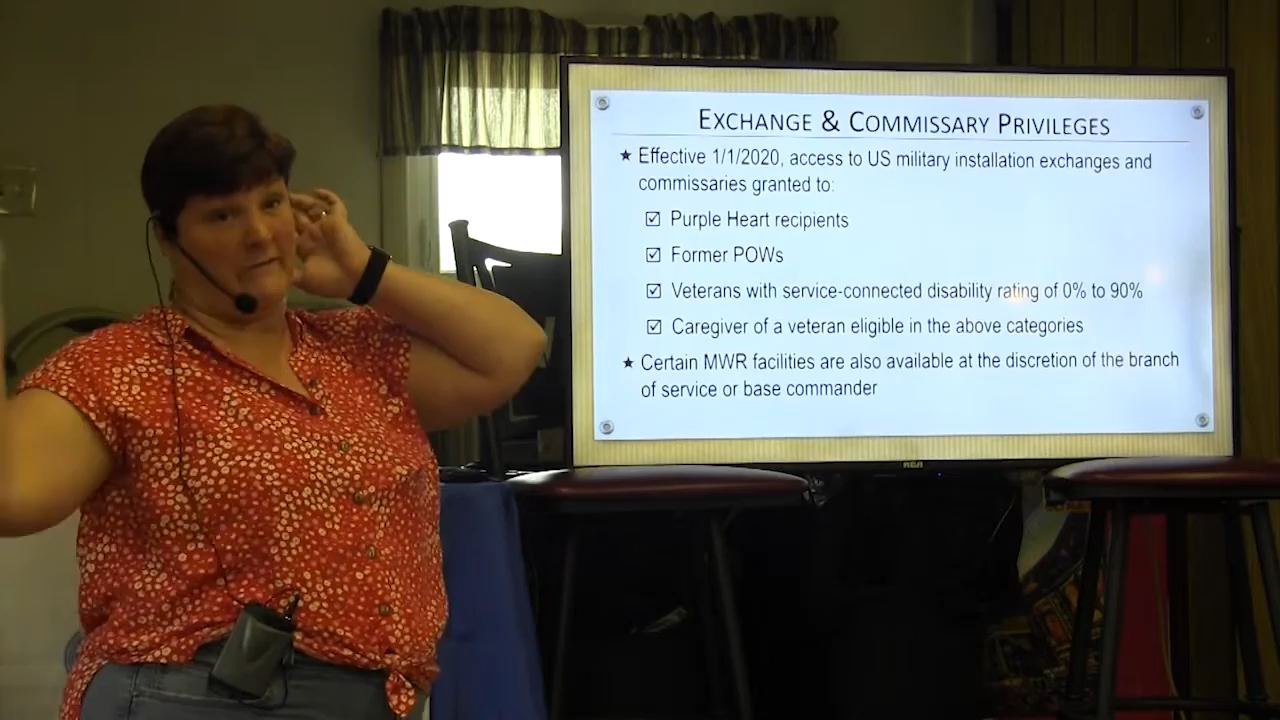 EXCHANGE & COMMISSARY PRIVILEGES
★ Effective 1/1/2020, access to US military installation exchanges and
commissaries granted to:
☑ Purple Heart recipients
☑ Former POWs
☑ Veterans with service-connected disability rating of 0% to 90%
☑ Caregiver of a veteran eligible in the above categories
★ Certain MWR facilities are also available at the discretion of the branch
of service or base commander
RCA